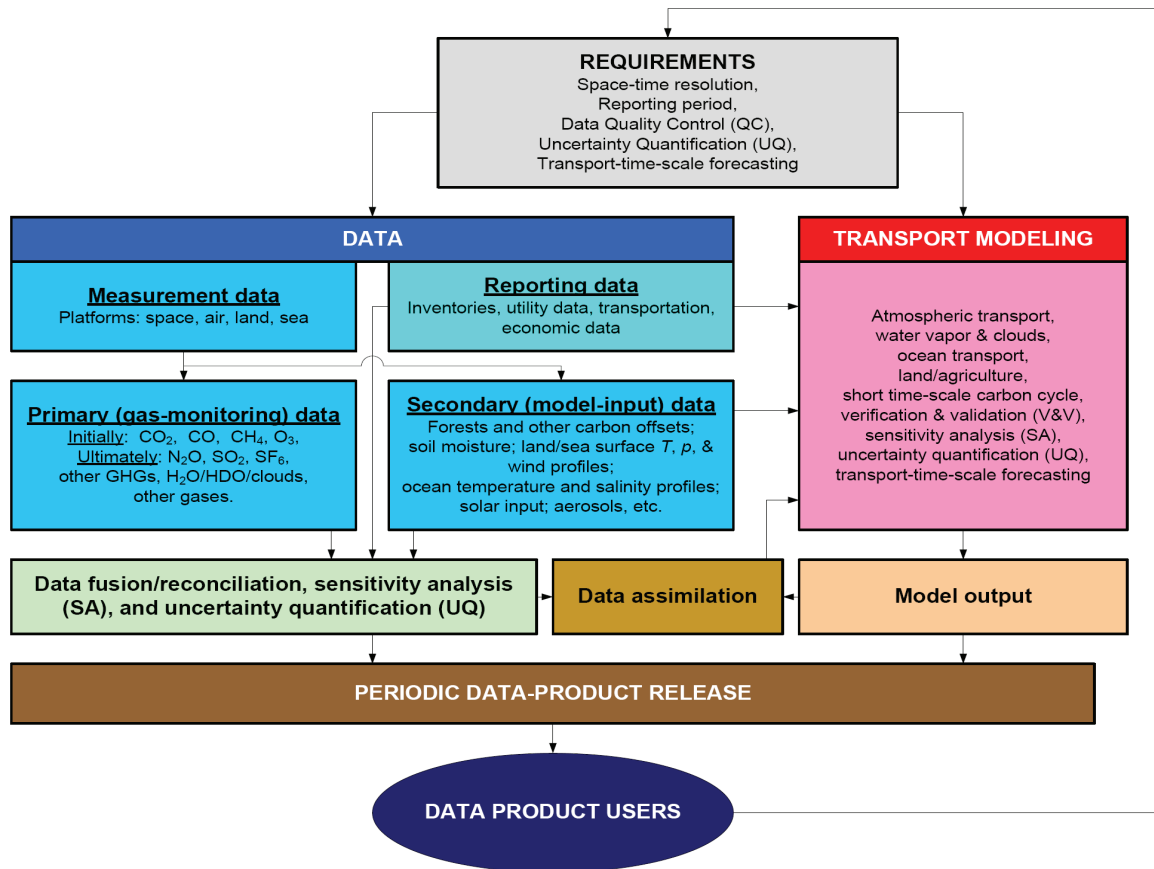 REQUIREMENTS
Space-time resolution,
Reporting period,
Data Quality Control (QC),
Uncertainty Quantification (UQ),
Transport-time-scale forecasting
DATA
TRANSPORT MODELING
Measurement data
Platforms: space, air, land, sea
Reporting data
Inventories, utility data, transportation,
economic data
Atmospheric transport,
water vapor & clouds,
ocean transport,
land/agriculture,
short time-scale carbon cycle,
verification & validation (V&V),
sensitivity analysis (SA),
uncertainty quantification (UQ),
transport-time-scale forecasting
Primary (gas-monitoring) data
Initially: CO₂, CO, CH₄, O₃,
Ultimately: N₂O, SO₂, SF₆,
other GHGs, H₂O/HDO/clouds,
other gases.
Secondary (model-input) data
Forests and other carbon offsets;
soil moisture; land/sea surface T, p, &
wind profiles;
ocean temperature and salinity profiles;
solar input; aerosols, etc.
Data fusion/reconciliation, sensitivity analysis
(SA), and uncertainty quantification (UQ)
Data assimilation
Model output
PERIODIC DATA-PRODUCT RELEASE
DATA PRODUCT USERS